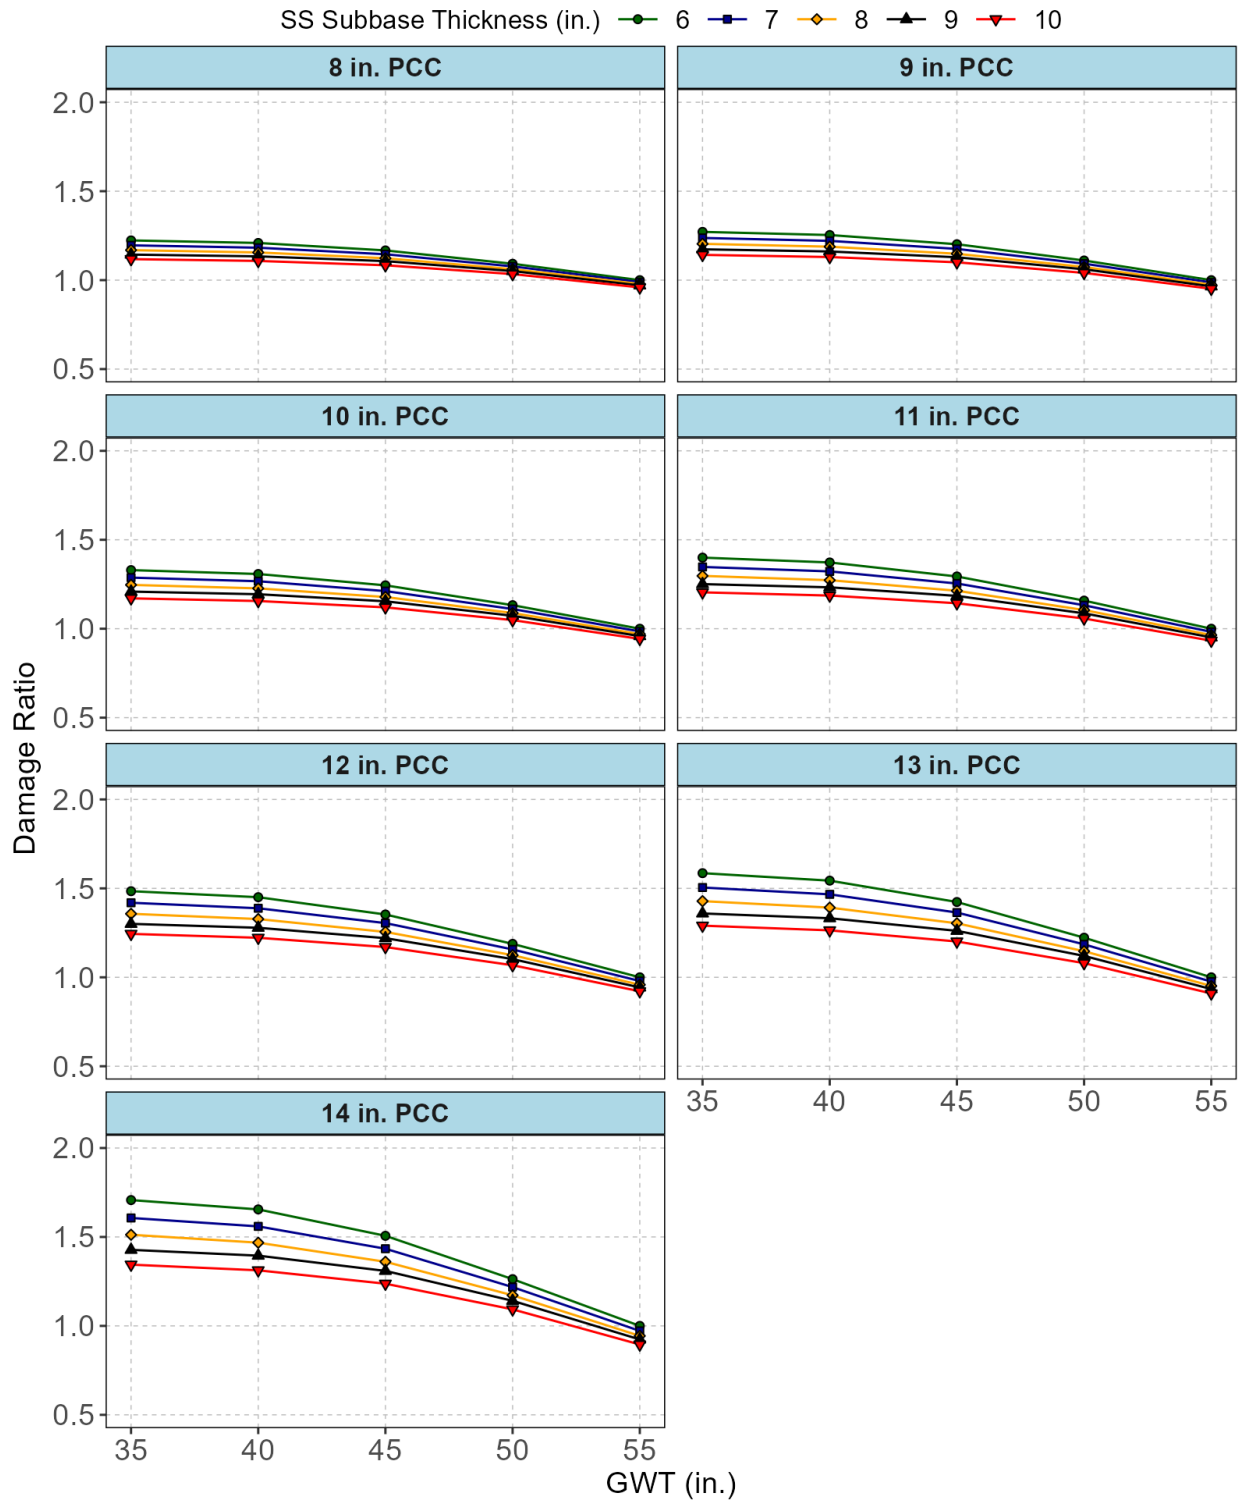 SS Subbase Thickness (in.) 6 7 8 9 10
8 in. PCC
9 in. PCC
2.0
1.5
1.0
0.5
10 in. PCC
11 in. PCC
2.0
1.5
1.0
0.5
Damage Ratio
12 in. PCC
13 in. PCC
2.0
1.5
1.0
0.5
35 40 45 50 55
14 in. PCC
2.0
1.5
1.0
0.5
35 40 45 50 55
GWT (in.)